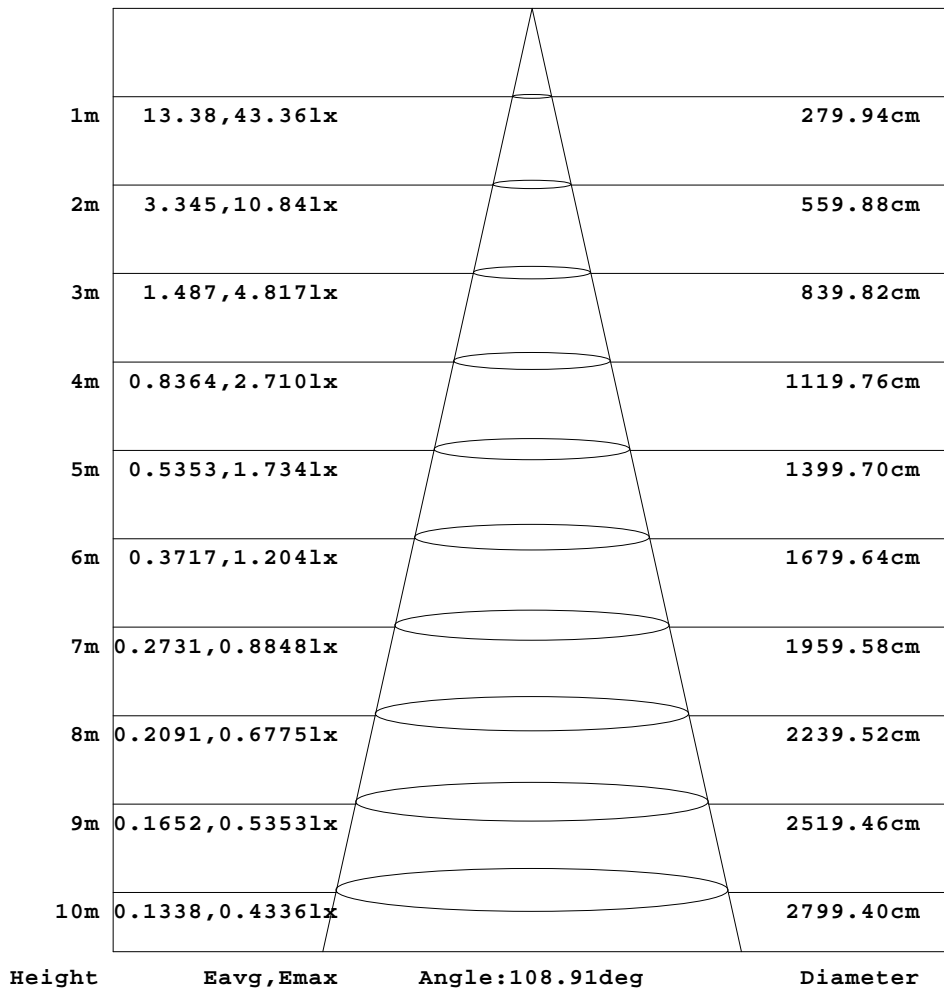 1m 13.38,43.36lx 279.94cm
2m 3.345,10.84lx 559.88cm
3m 1.487,4.817lx 839.82cm
4m 0.8364,2.710lx 1119.76cm
5m 0.5353,1.734lx 1399.70cm
6m 0.3717,1.204lx 1679.64cm
7m 0.2731,0.8848lx 1959.58cm
8m 0.2091,0.6775lx 2239.52cm
9m 0.1652,0.5353lx 2519.46cm
10m 0.1338,0.4336lx 2799.40cm
Height Eavg,Emax Angle:108.91deg Diameter